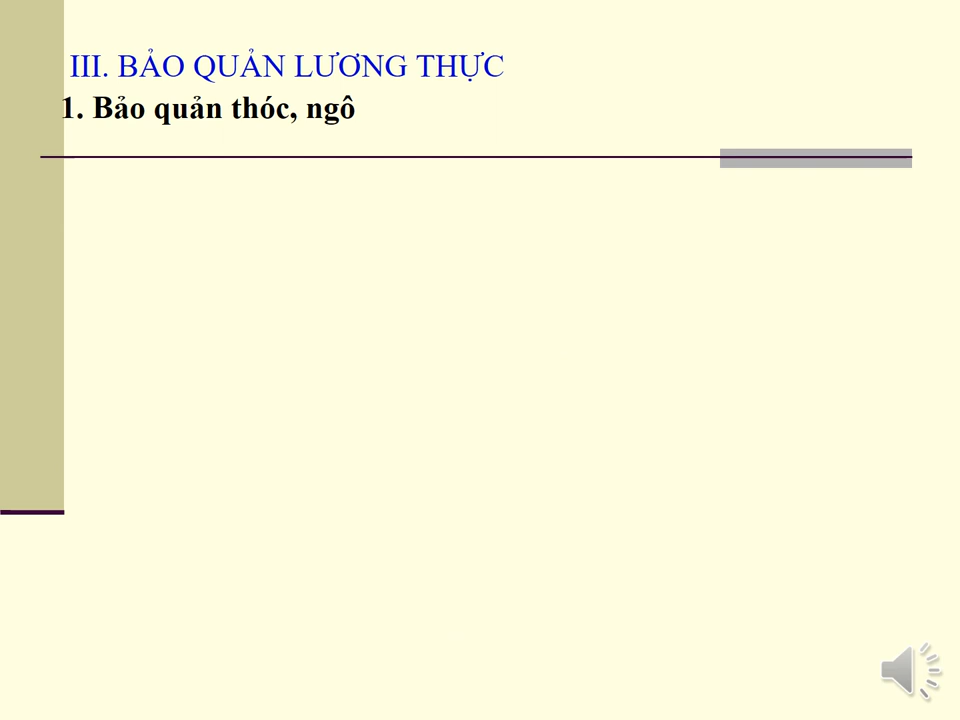 III. BẢO QUẢN LƯƠNG THỰC
1. Bảo quản thóc, ngô